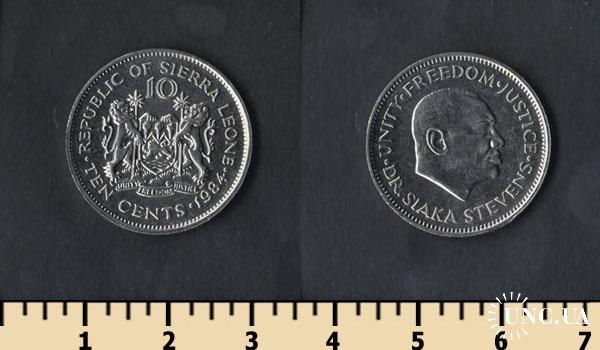 · REPUBLIC OF SIERRA LEONE ·
10
UNITY FREEDOM JUSTICE
TEN CENTS · 1984
UNITY · FREEDOM · JUSTICE
· DR. SIAKA STEVENS ·
1 2 3 4 5 6 7
UNC.UA